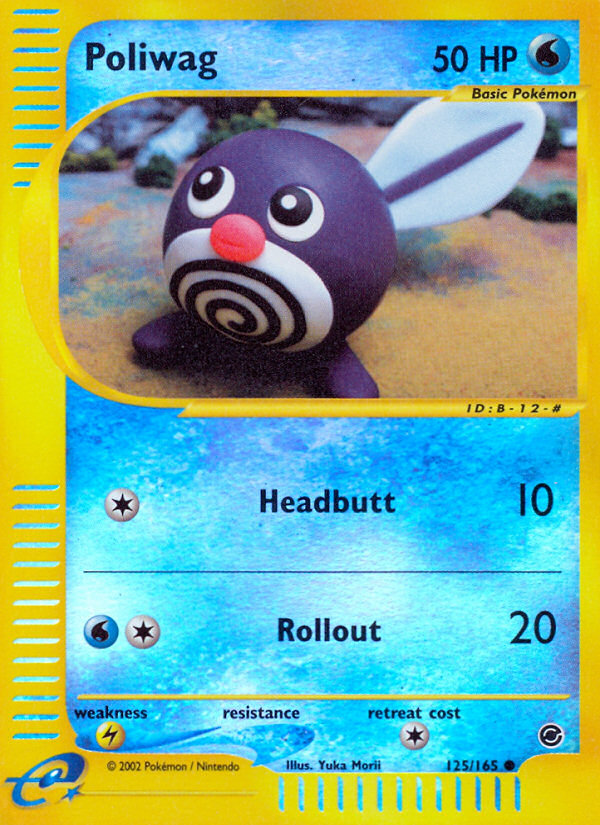 Poliwag 50 HP
Basic Pokémon
ID:B-12-#
Headbutt 10
Rollout 20
weakness resistance retreat cost
© 2002 Pokémon / Nintendo Illus. Yuka Morii 125/165
e